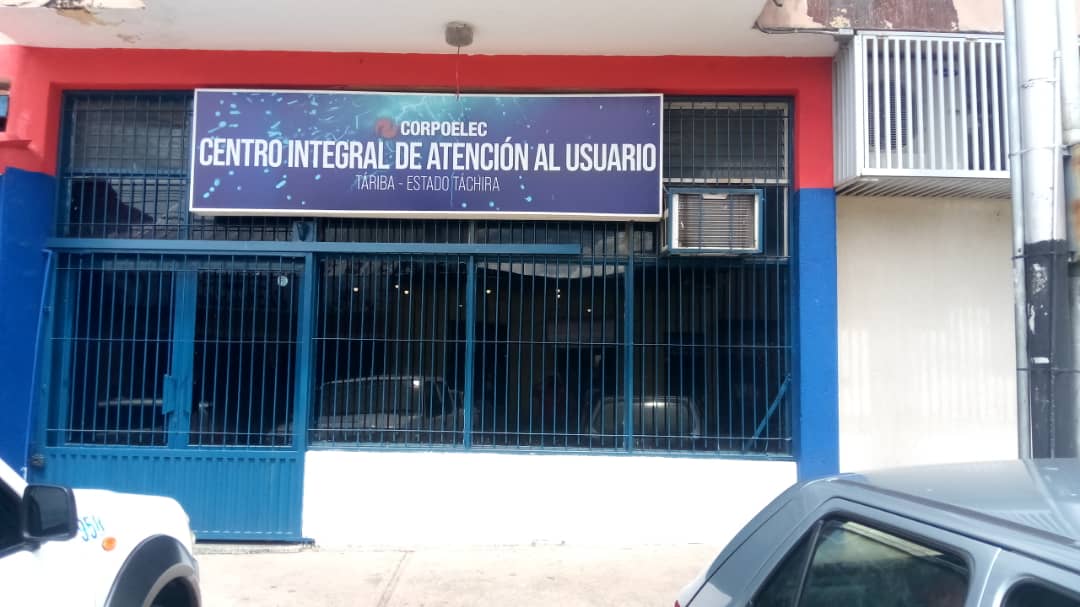 CORPOELEC
CENTRO INTEGRAL DE ATENCIÓN AL USUARIO
TÁRIBA - ESTADO TÁCHIRA